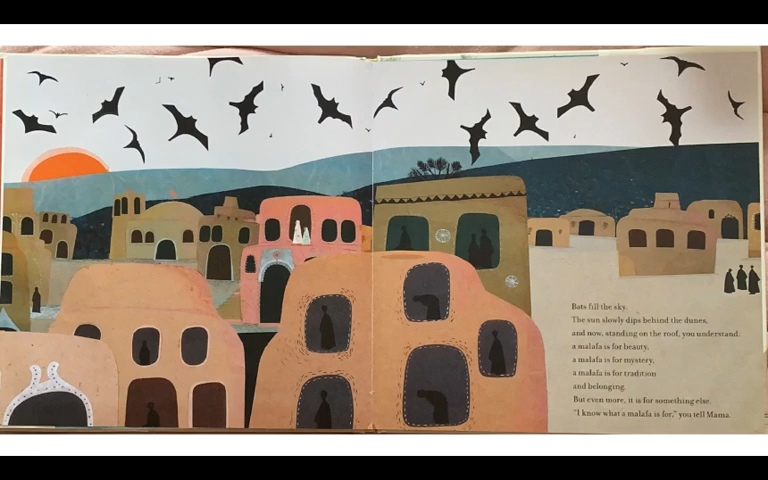 Bats fill the sky.
The sun slowly dips behind the dunes,
and now, standing on the roof, you understand:
a malafa is for beauty,
a malafa is for mystery,
a malafa is for tradition
and belonging.
But even more, it is for something else.
"I know what a malafa is for," you tell Mama.